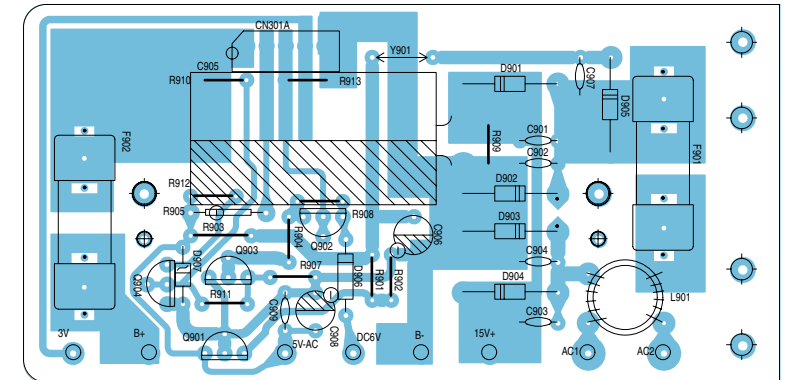 CN301A
Y901
C905
R910
R913
D901
C907
D905
F902
F901
C901
R909
C902
R912
D902
R905
R908
R903
D903
C906
R904
Q902
Q903
D907
C904
Q904
R907
D906
R901
R902
D904
R911
L901
C909
C903
C908
3V
B+
Q901
5V-AC
DC6V
B-
15V+
AC1
AC2